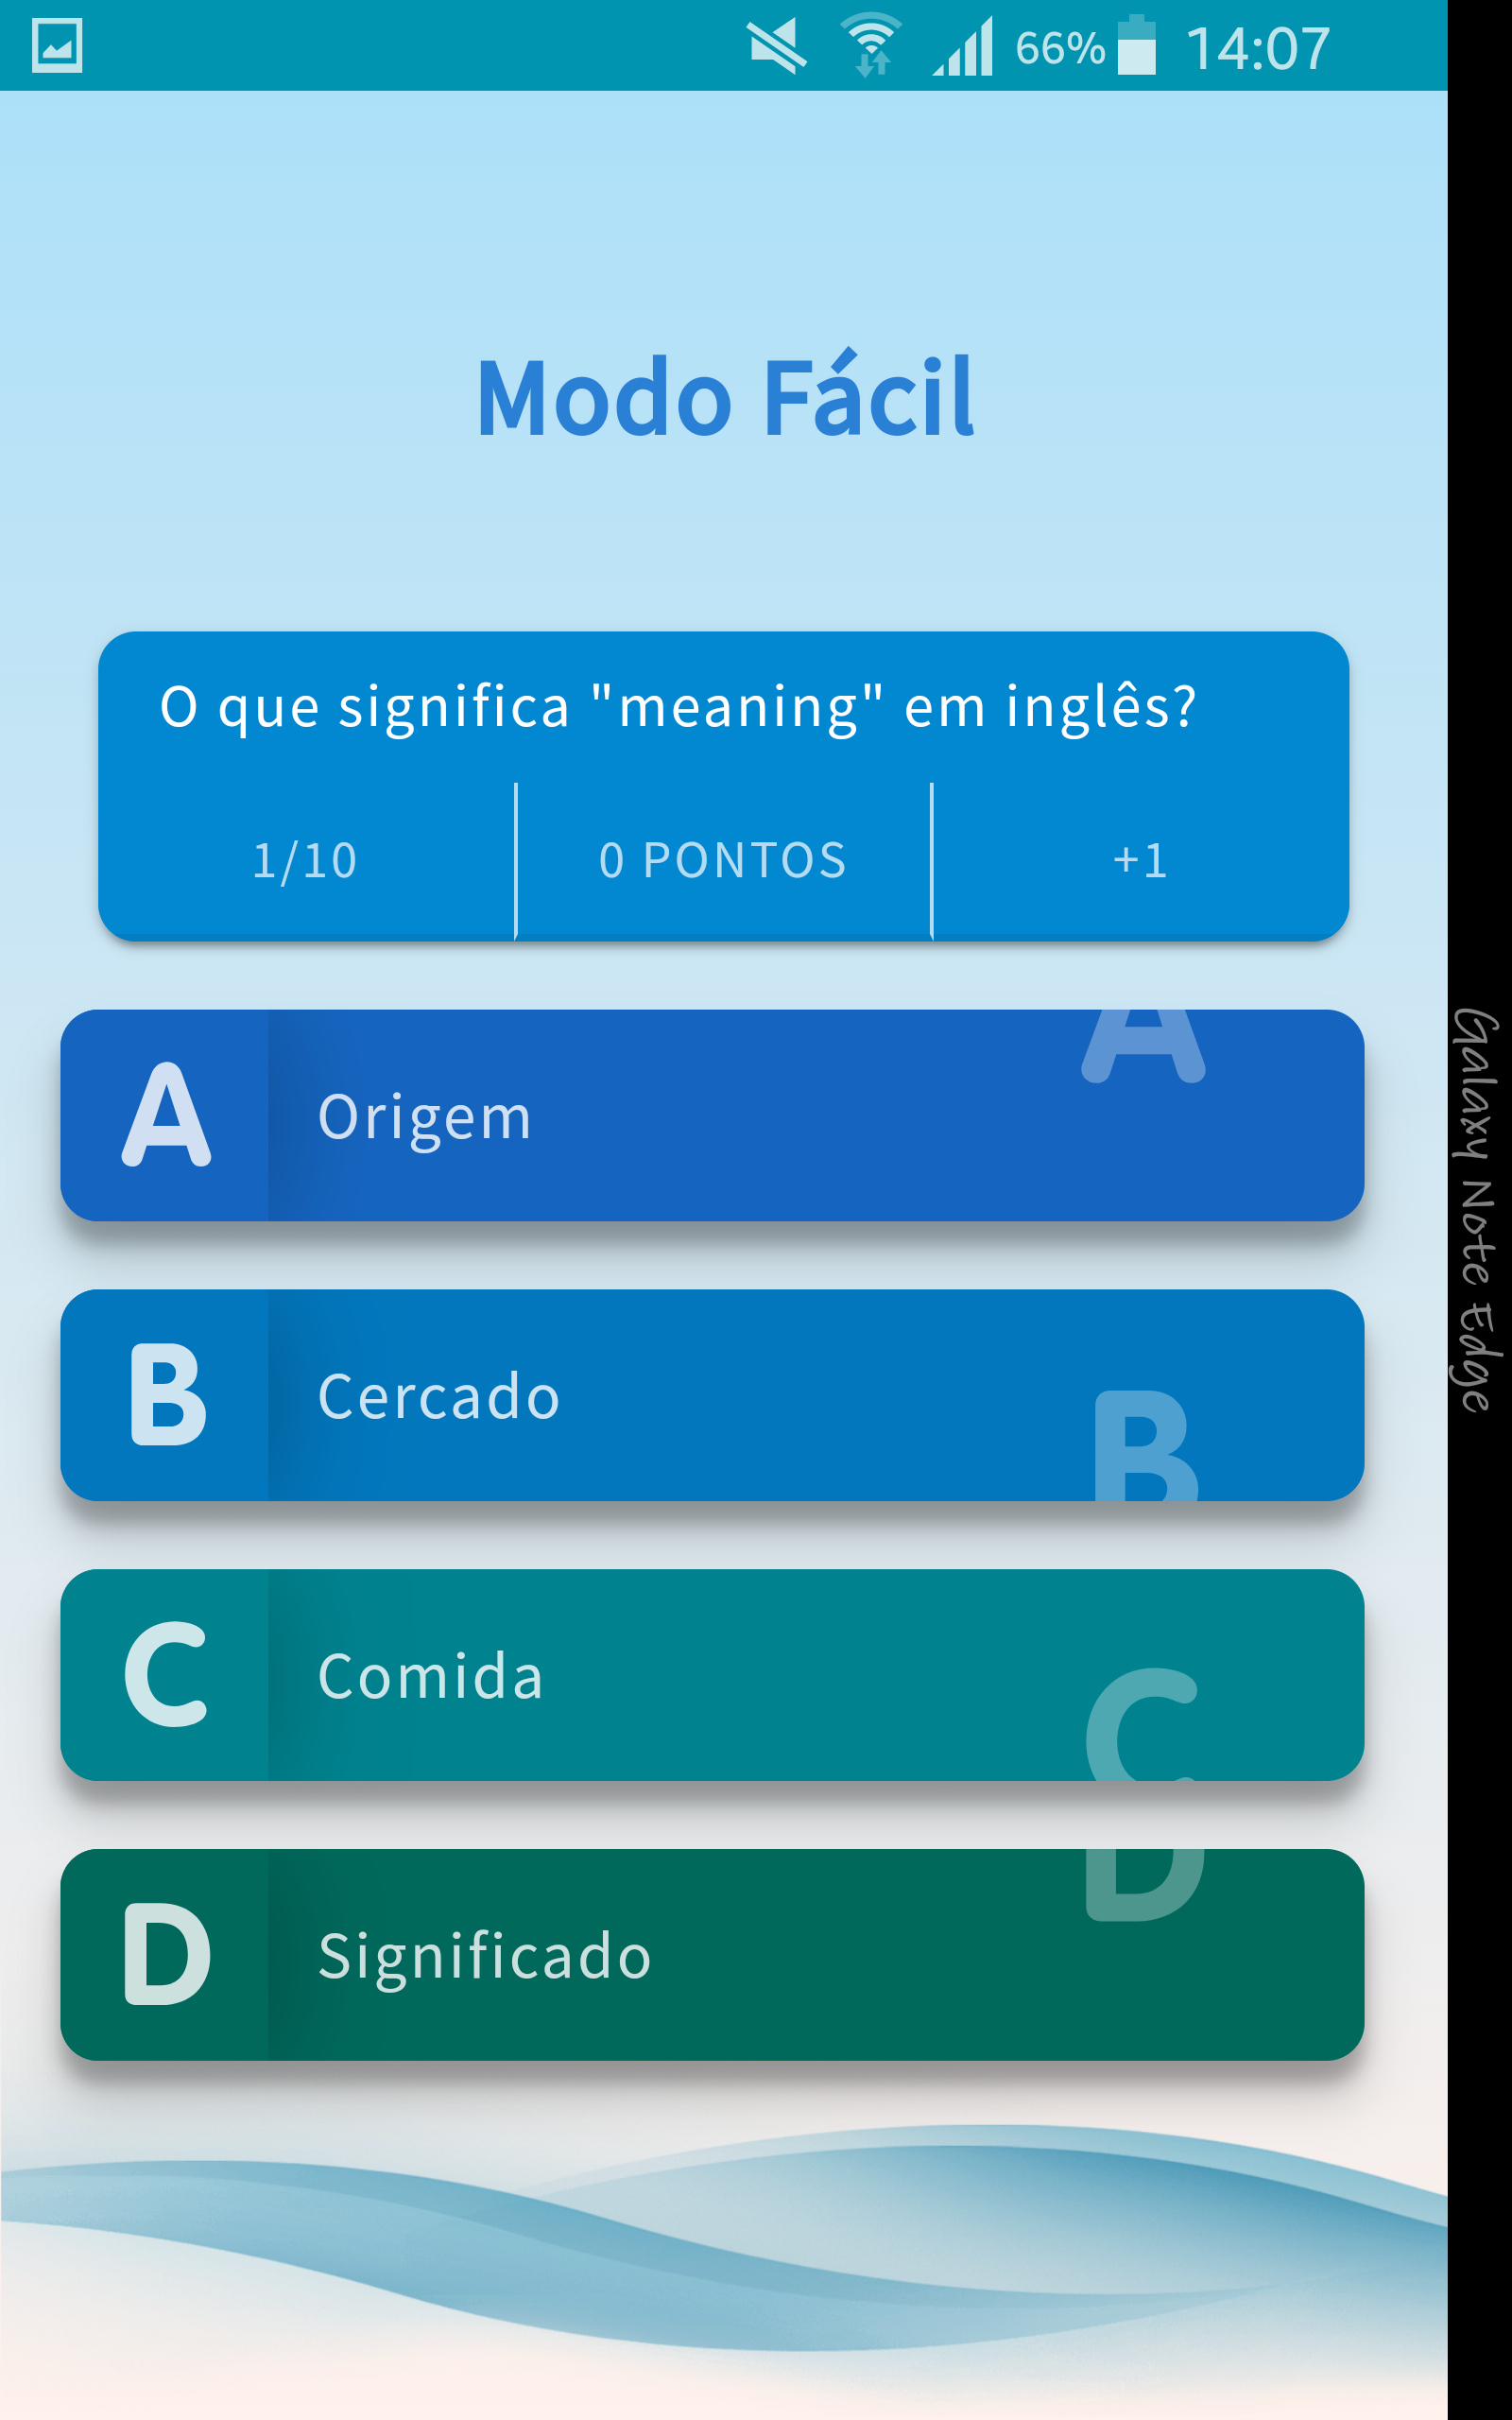 66% 14:07
Modo Fácil
O que significa "meaning" em inglês?
1/10 0 PONTOS +1
A Origem A
B Cercado B
C Comida C
D Significado D
Galaxy Note Edge